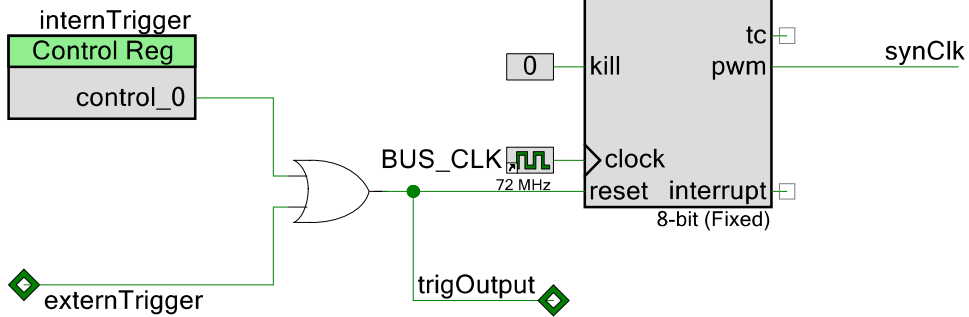 internTrigger
Control Reg
control_0
tc
synClk
0
kill
pwm
BUS_CLK
clock
72 MHz
reset
interrupt
8-bit (Fixed)
trigOutput
externTrigger